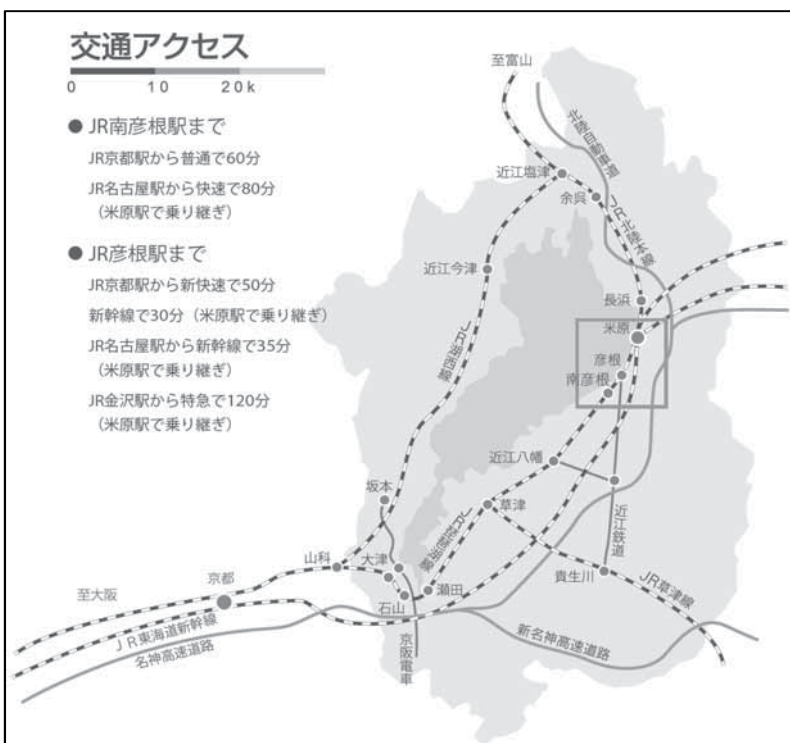 交通アクセス
0 10 20k
● JR南彦根駅まで
JR京都駅から普通で60分
JR名古屋駅から快速で80分
（米原駅で乗り継ぎ）
● JR彦根駅まで
JR京都駅から新快速で50分
新幹線で30分（米原駅で乗り継ぎ）
JR名古屋駅から新幹線で35分
（米原駅で乗り継ぎ）
JR金沢駅から特急で120分
（米原駅で乗り継ぎ）
至富山
北陸自動車道
近江塩津
余呉
JR北陸本線
近江今津
長浜
米原
JR湖西線
彦根
南彦根
近江八幡
坂本
草津
近江鉄道
JR琵琶湖線
山科
大津
京都
瀬田
貴生川
JR草津線
至大阪
石山
JR東海道新幹線
名神高速道路
京阪電車
新名神高速道路